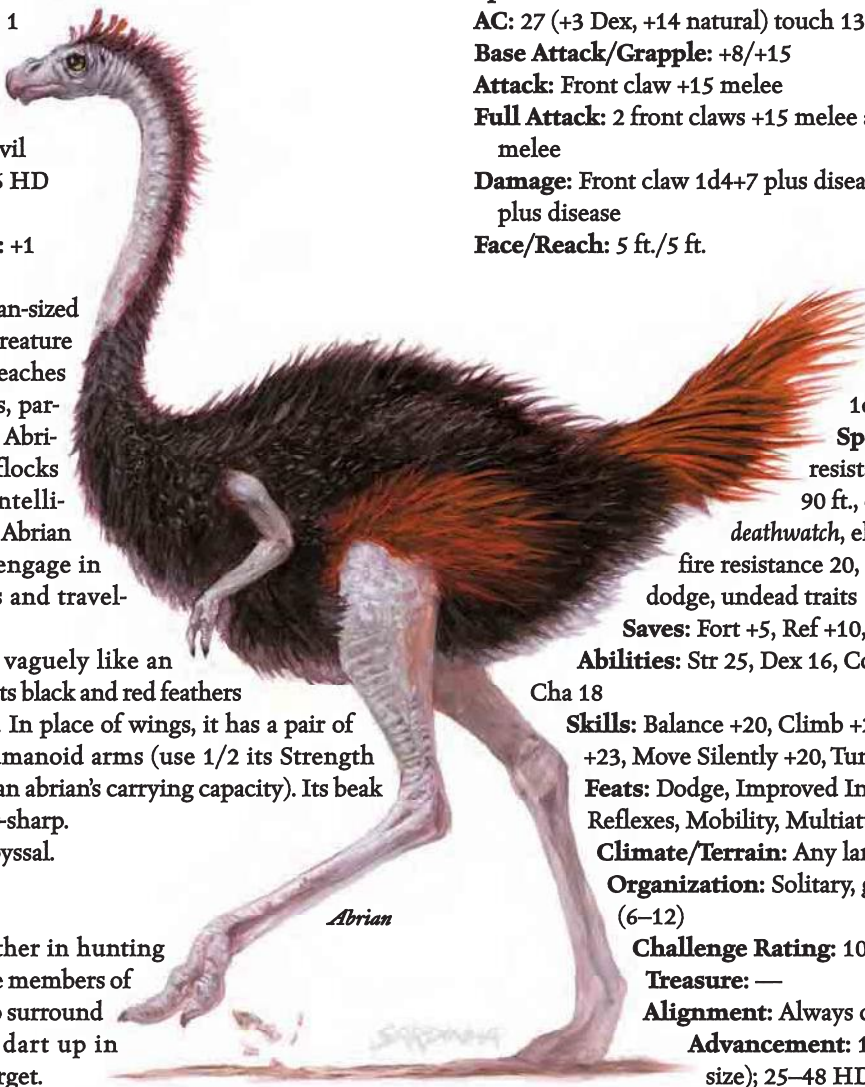 1
vil
HD
: +1
an-sized
reature
eaches
s, par-
Abri-
flocks
ntelli-
Abrian
engage in
s and travel-
vaguely like an
ts black and red feathers
. In place of wings, it has a pair of
manoid arms (use 1/2 its Strength
an abrian's carrying capacity). Its beak
-sharp.
yssal.
ther in hunting
e members of
o surround
dart up in
rget.
Abrian
SARDINHA
AC: 27 (+3 Dex, +14 natural) touch 13
Base Attack/Grapple: +8/+15
Attack: Front claw +15 melee
Full Attack: 2 front claws +15 melee a
melee
Damage: Front claw 1d4+7 plus disea
plus disease
Face/Reach: 5 ft./5 ft.
Sp
resist
90 ft.,
deathwatch, el
fire resistance 20,
dodge, undead traits
Saves: Fort +5, Ref +10,
Abilities: Str 25, Dex 16, Co
Cha 18
Skills: Balance +20, Climb +2
+23, Move Silently +20, Tum
Feats: Dodge, Improved In
Reflexes, Mobility, Multiat
Climate/Terrain: Any lan
Organization: Solitary, g
(6–12)
Challenge Rating: 10
Treasure: —
Alignment: Always c
Advancement: 1
size); 25–48 HD